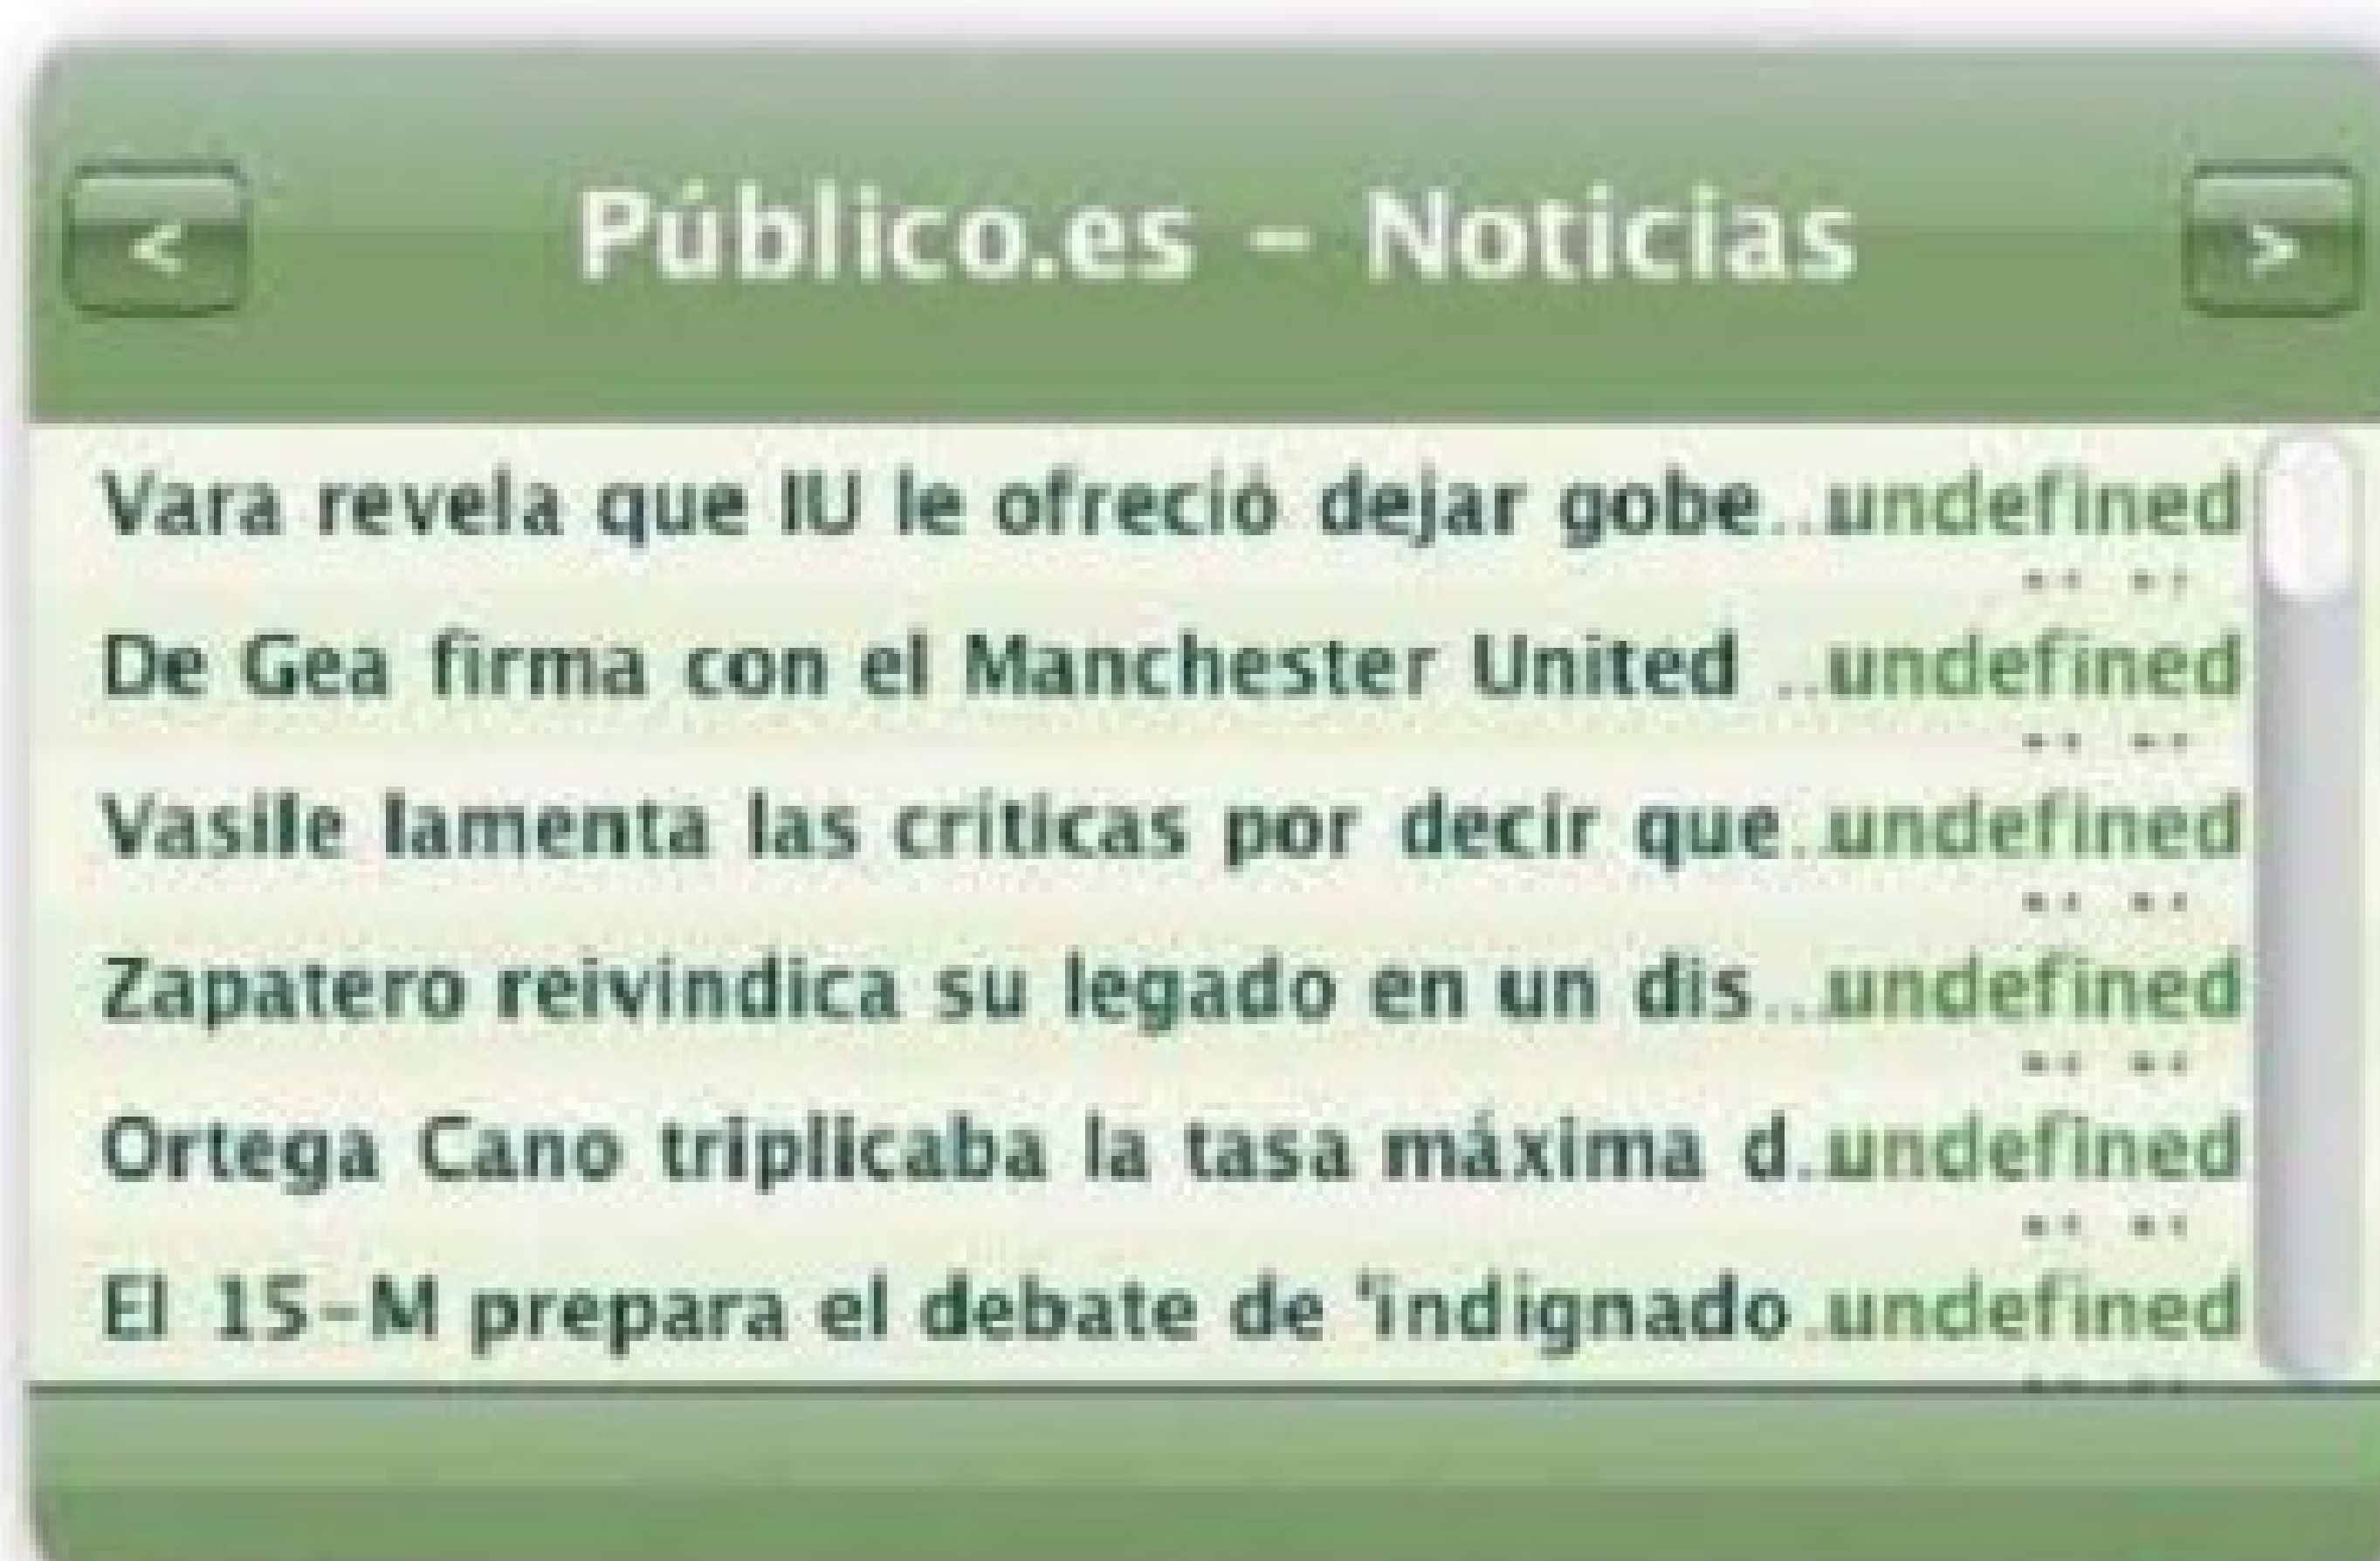 < Público.es – Noticias >
Vara revela que IU le ofreció dejar gobe...undefined
De Gea firma con el Manchester United ...undefined
Vasile lamenta las críticas por decir que...undefined
Zapatero reivindica su legado en un dis...undefined
Ortega Cano triplicaba la tasa máxima d...undefined
El 15-M prepara el debate de 'indignado...undefined